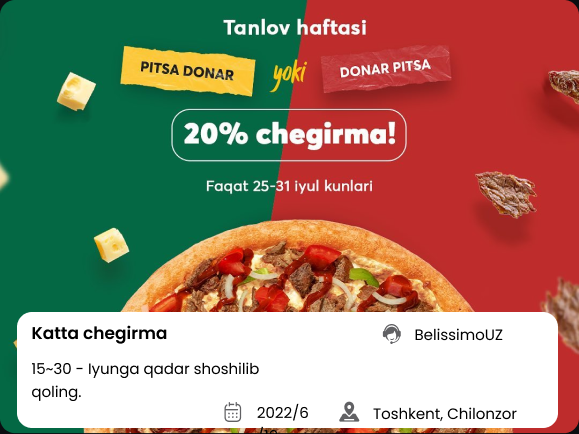 Tanlov haftasi
PITSA DONAR yoki DONAR PITSA
20% chegirma!
Faqat 25-31 iyul kunlari
Katta chegirma
BelissimoUZ
15~30 - Iyunga qadar shoshilib
qoling.
2022/6
Toshkent, Chilonzor